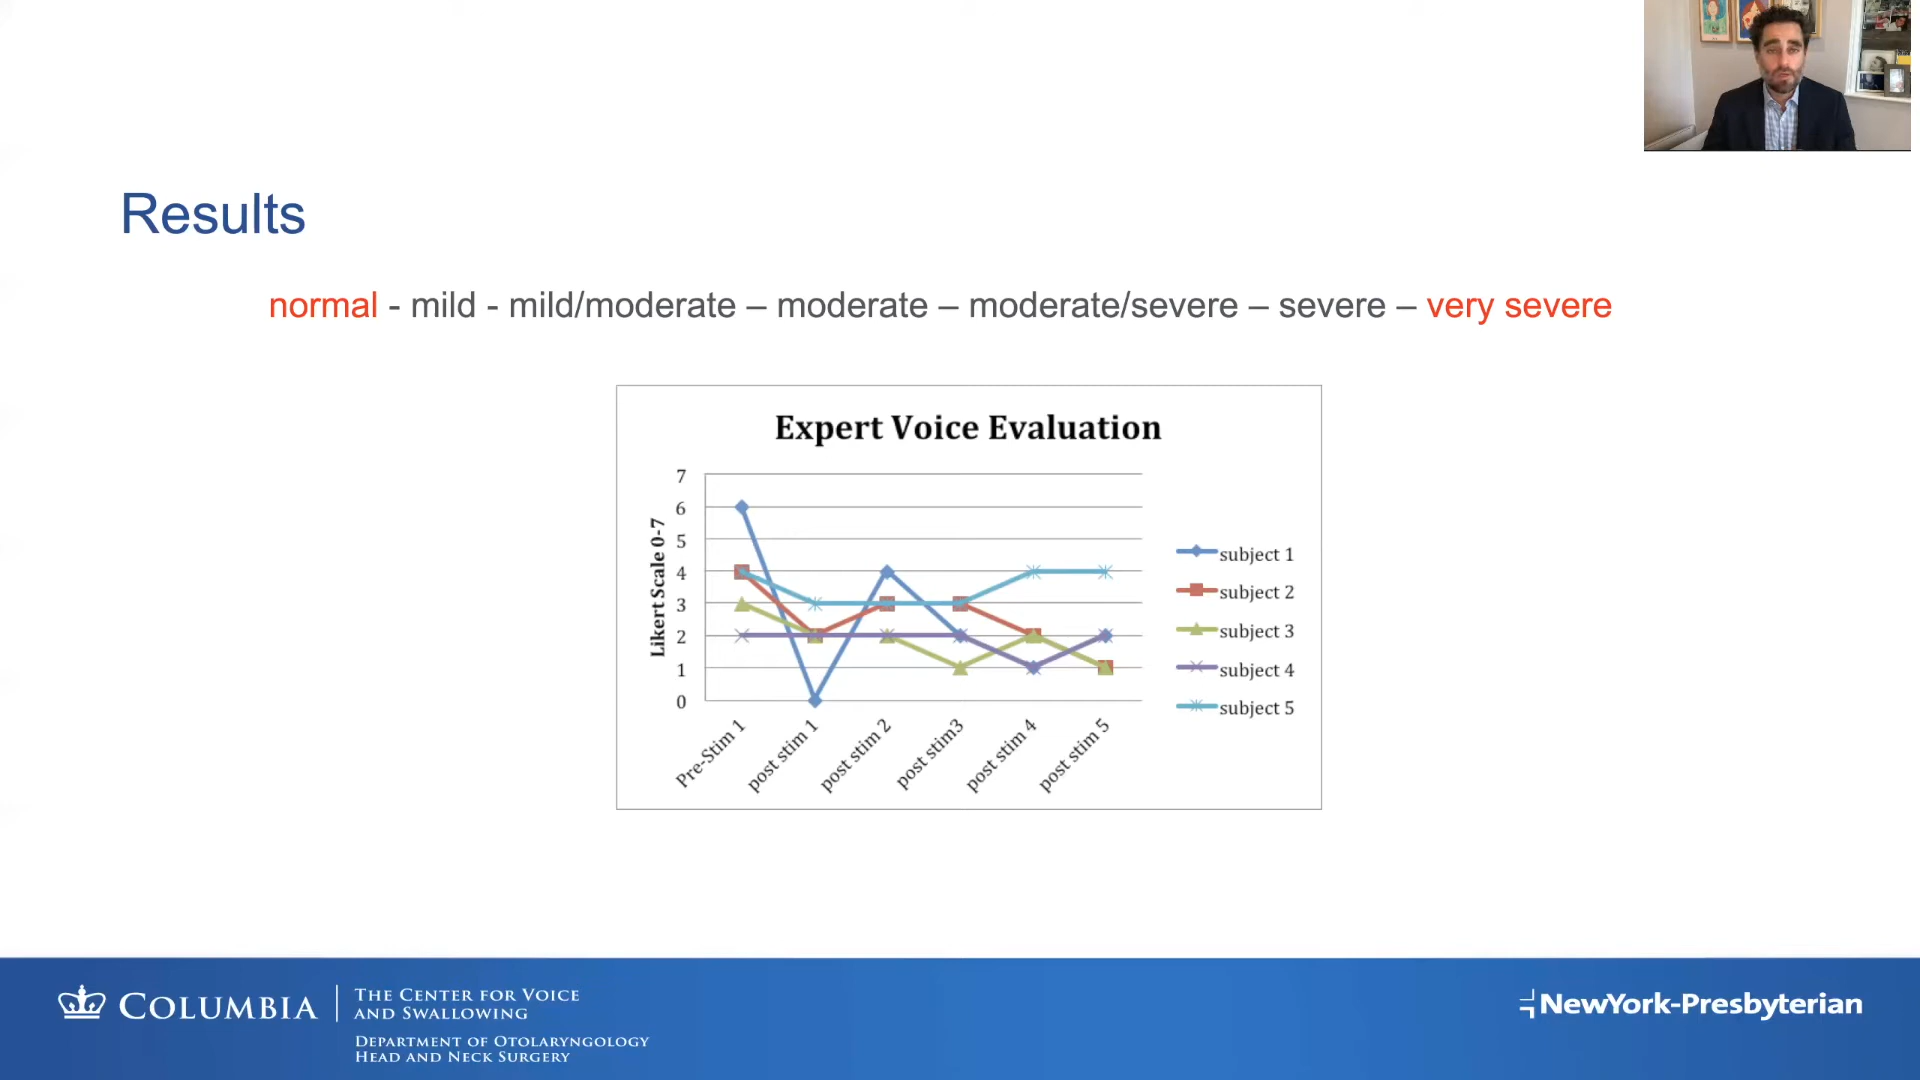 Results
normal - mild - mild/moderate – moderate – moderate/severe – severe – very severe
Expert Voice Evaluation
Likert Scale 0-7
7
6
5
4
3
2
1
0
Pre-Stim 1
post stim 1
post stim 2
post stim3
post stim 4
post stim 5
subject 1
subject 2
subject 3
subject 4
subject 5
COLUMBIA
THE CENTER FOR VOICE
AND SWALLOWING
DEPARTMENT OF OTOLARYNGOLOGY
HEAD AND NECK SURGERY
NewYork-Presbyterian